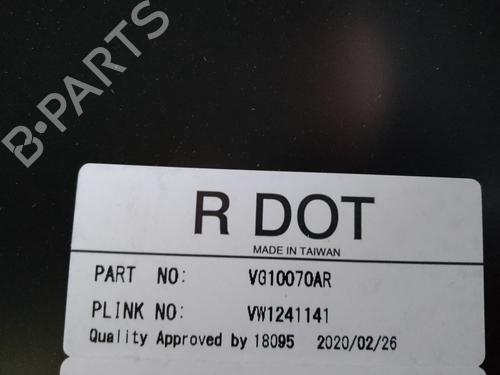 B-PARTS
R DOT
MADE IN TAIWAN
PART NO: VG10070AR
PLINK NO: VW1241141
Quality Approved by 18095 2020/02/26